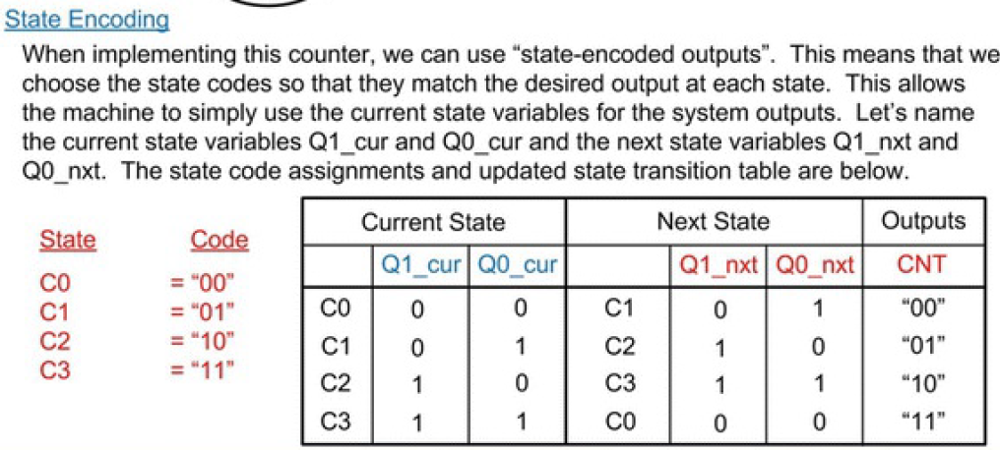 State Encoding
When implementing this counter, we can use “state-encoded outputs”. This means that we
choose the state codes so that they match the desired output at each state. This allows
the machine to simply use the current state variables for the system outputs. Let's name
the current state variables Q1_cur and Q0_cur and the next state variables Q1_nxt and
Q0_nxt. The state code assignments and updated state transition table are below.
State Code
C0 = “00”
C1 = “01”
C2 = “10”
C3 = “11”
Current State Next State Outputs
Q1_cur Q0_cur Q1_nxt Q0_nxt CNT
C0 0 0 C1 0 1 “00”
C1 0 1 C2 1 0 “01”
C2 1 0 C3 1 1 “10”
C3 1 1 C0 0 0 “11”